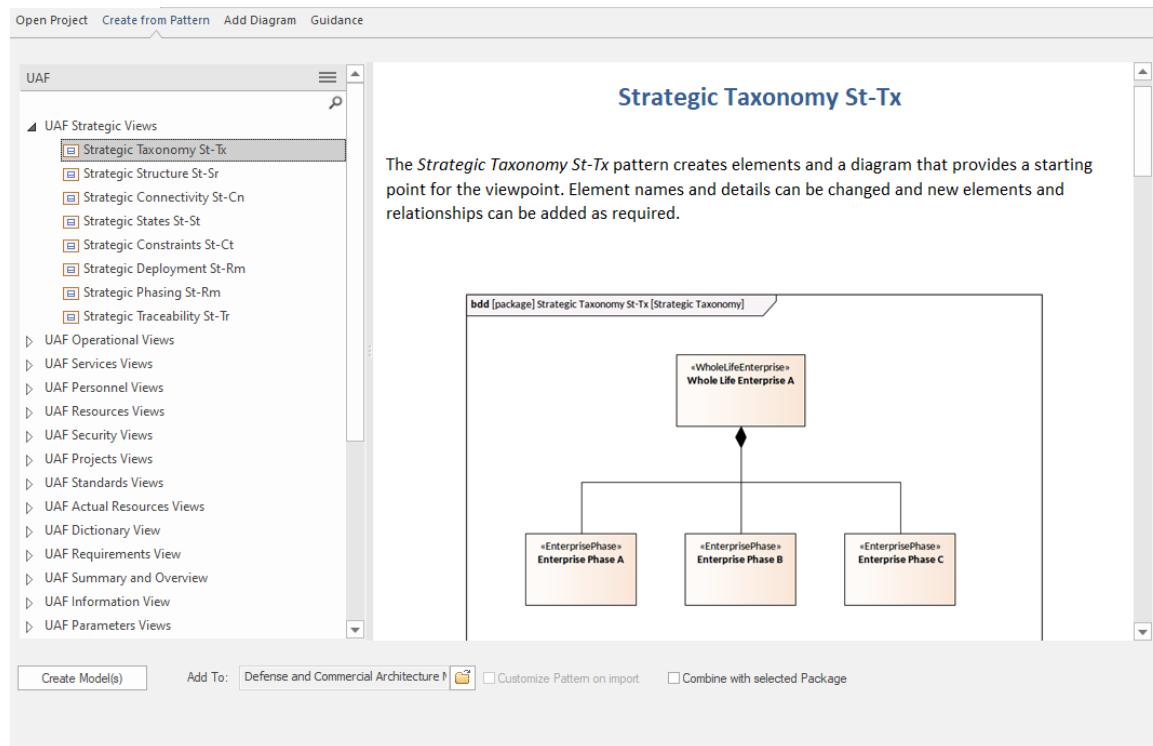 Open Project Create from Pattern Add Diagram Guidance
UAF
UAF Strategic Views
Strategic Taxonomy St-Tx
Strategic Structure St-Sr
Strategic Connectivity St-Cn
Strategic States St-St
Strategic Constraints St-Ct
Strategic Deployment St-Rm
Strategic Phasing St-Rm
Strategic Traceability St-Tr
UAF Operational Views
UAF Services Views
UAF Personnel Views
UAF Resources Views
UAF Security Views
UAF Projects Views
UAF Standards Views
UAF Actual Resources Views
UAF Dictionary View
UAF Requirements View
UAF Summary and Overview
UAF Information View
UAF Parameters Views
Strategic Taxonomy St-Tx
The Strategic Taxonomy St-Tx pattern creates elements and a diagram that provides a starting
point for the viewpoint. Element names and details can be changed and new elements and
relationships can be added as required.
bdd [package] Strategic Taxonomy St-Tx [Strategic Taxonomy]
«WholeLifeEnterprise»
Whole Life Enterprise A
«EnterprisePhase»
Enterprise Phase A
«EnterprisePhase»
Enterprise Phase B
«EnterprisePhase»
Enterprise Phase C
Create Model(s) Add To: Defense and Commercial Architecture Customize Pattern on import Combine with selected Package